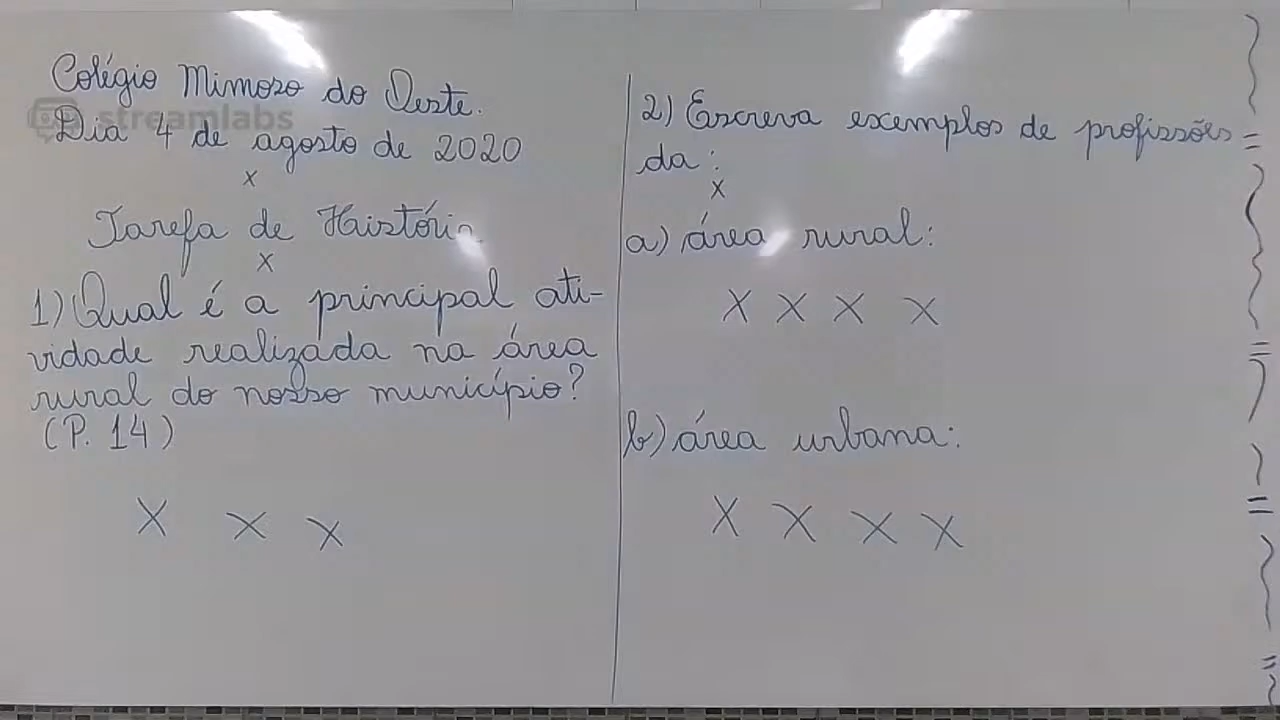 Colégio Mimoso do Oeste.
streamlabs
Dia 4 de agosto de 2020
x
Tarefa de História
x
1) Qual é a principal ati-
vidade realizada na área
rural do nosso município?
(P. 14)
X X X
2) Escreva exemplos de profissões
da:
x
a) área rural:
X X X X
b) área urbana:
X X X X